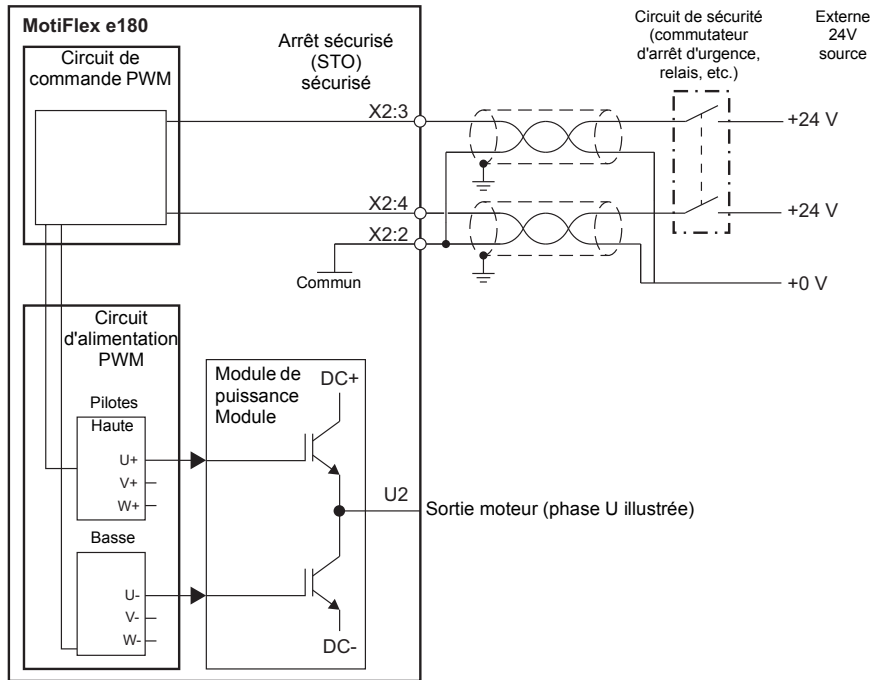 MotiFlex e180
Circuit de
commande PWM
Arrêt sécurisé
(STO)
sécurisé
Circuit de sécurité
(commutateur
d'arrêt d'urgence,
relais, etc.)
Externe
24V
source
X2:3
+24 V
X2:4
+24 V
X2:2
Commun
+0 V
Circuit
d'alimentation
PWM
Pilotes
Haute
U+
V+
W+
Basse
U-
V-
W-
Module de
puissance
Module
DC+
U2
Sortie moteur (phase U illustrée)
DC-